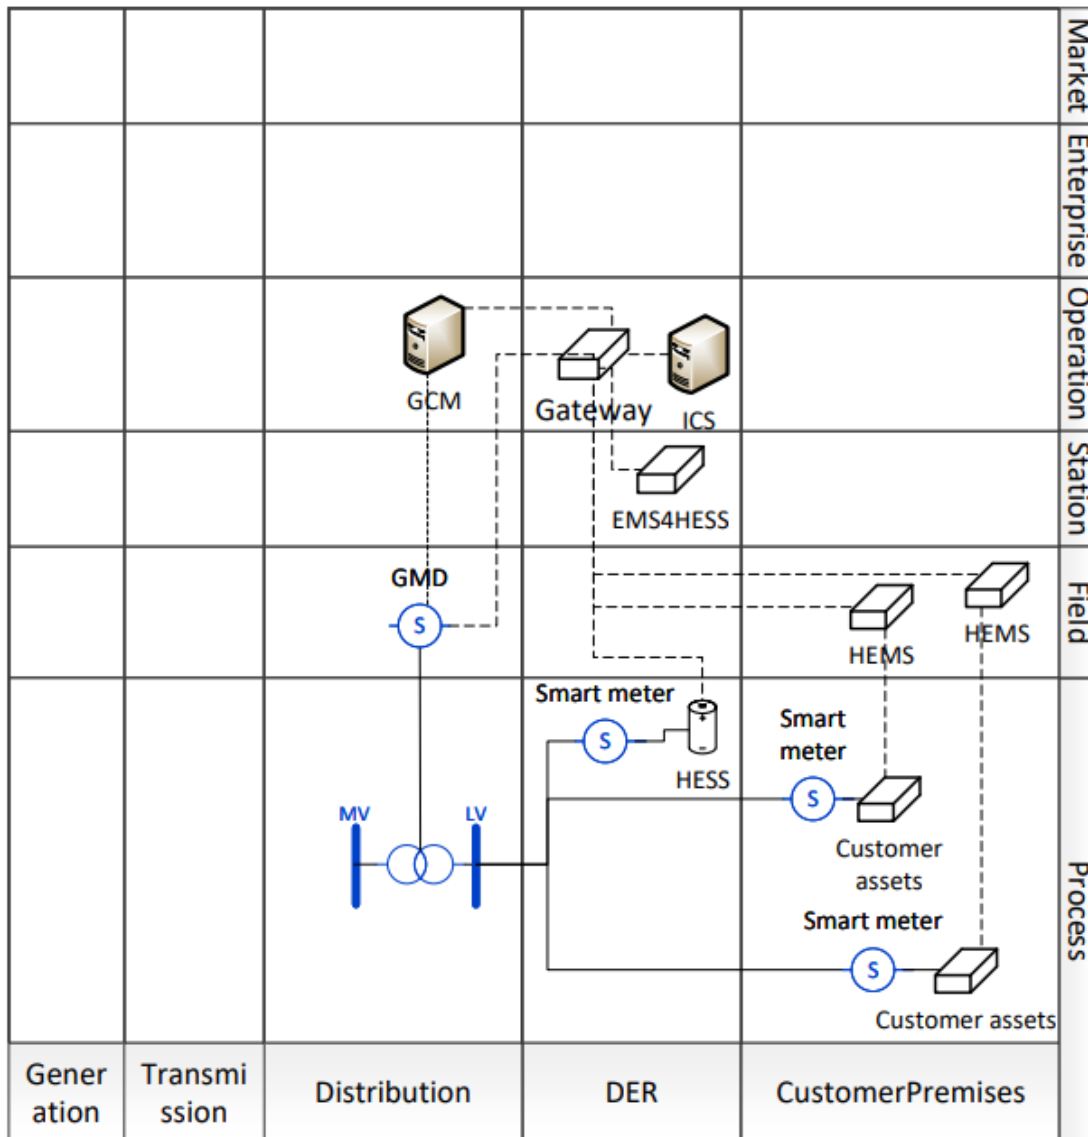 Market
Enterprise
Operation
GCM
Gateway
ICS
Station
EMS4HESS
Field
GMD
S
HEMS
HEMS
Process
Smart meter
S
HESS
Smart
meter
S
Customer
assets
MV
LV
Smart meter
S
Customer assets
Gener
ation
Transmi
ssion
Distribution
DER
CustomerPremises